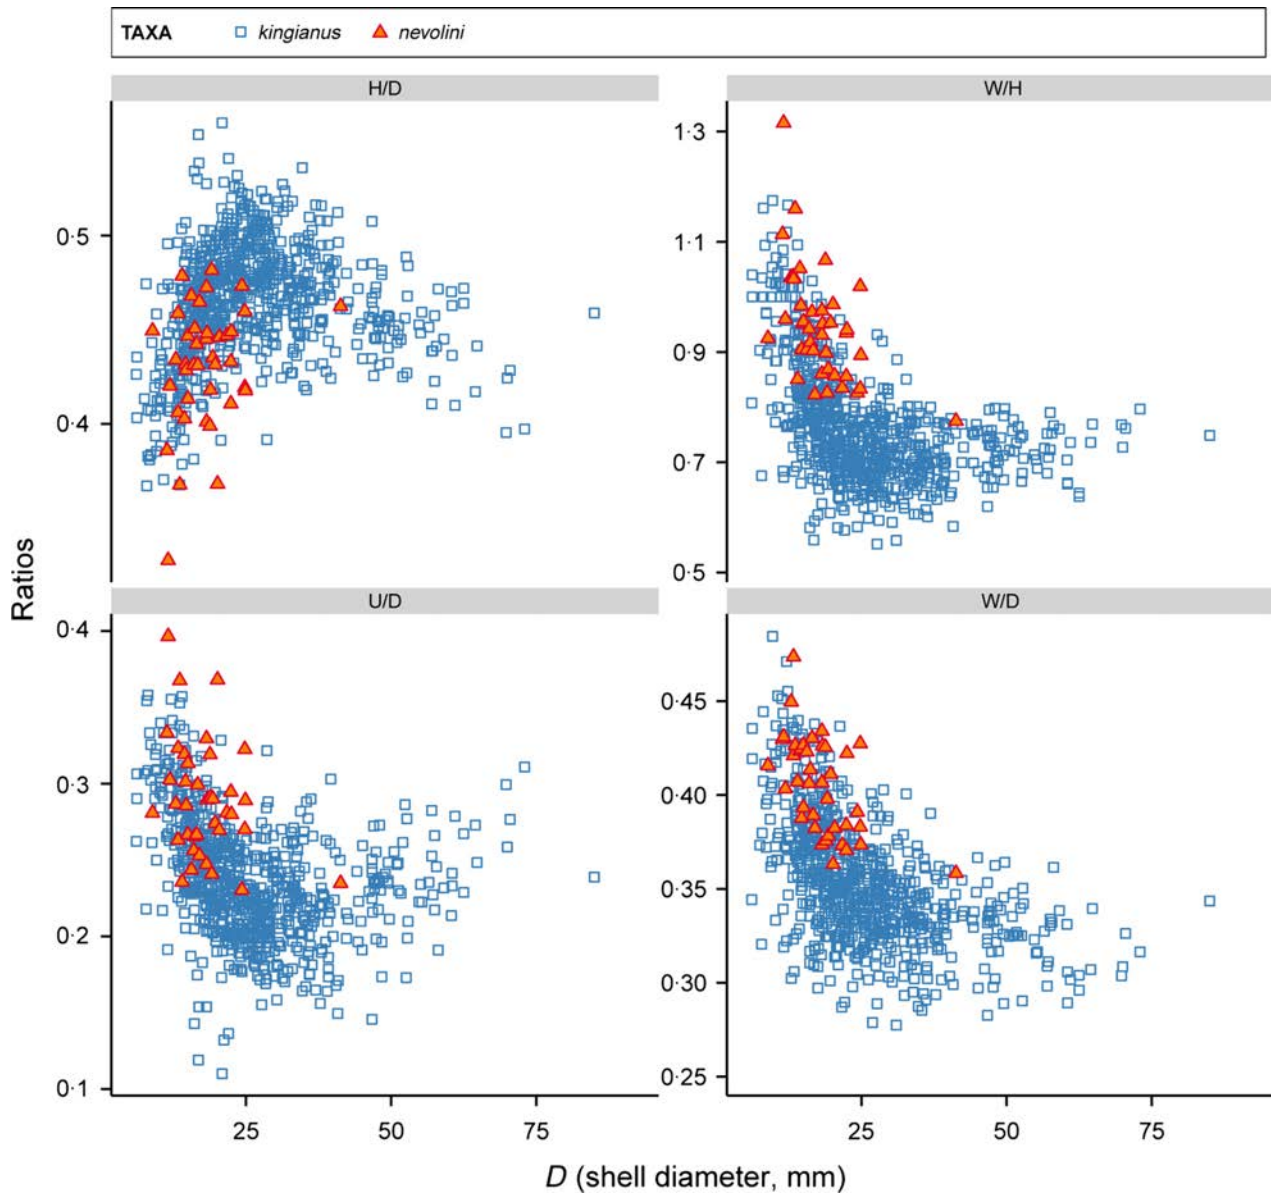 TAXA kingianus nevolini
H/D W/H
0·5
0·4
1·3
1·1
0·9
0·7
0·5
Ratios
U/D W/D
0·4
0·3
0·2
0·1
0·45
0·40
0·35
0·30
0·25
25 50 75 25 50 75
D (shell diameter, mm)